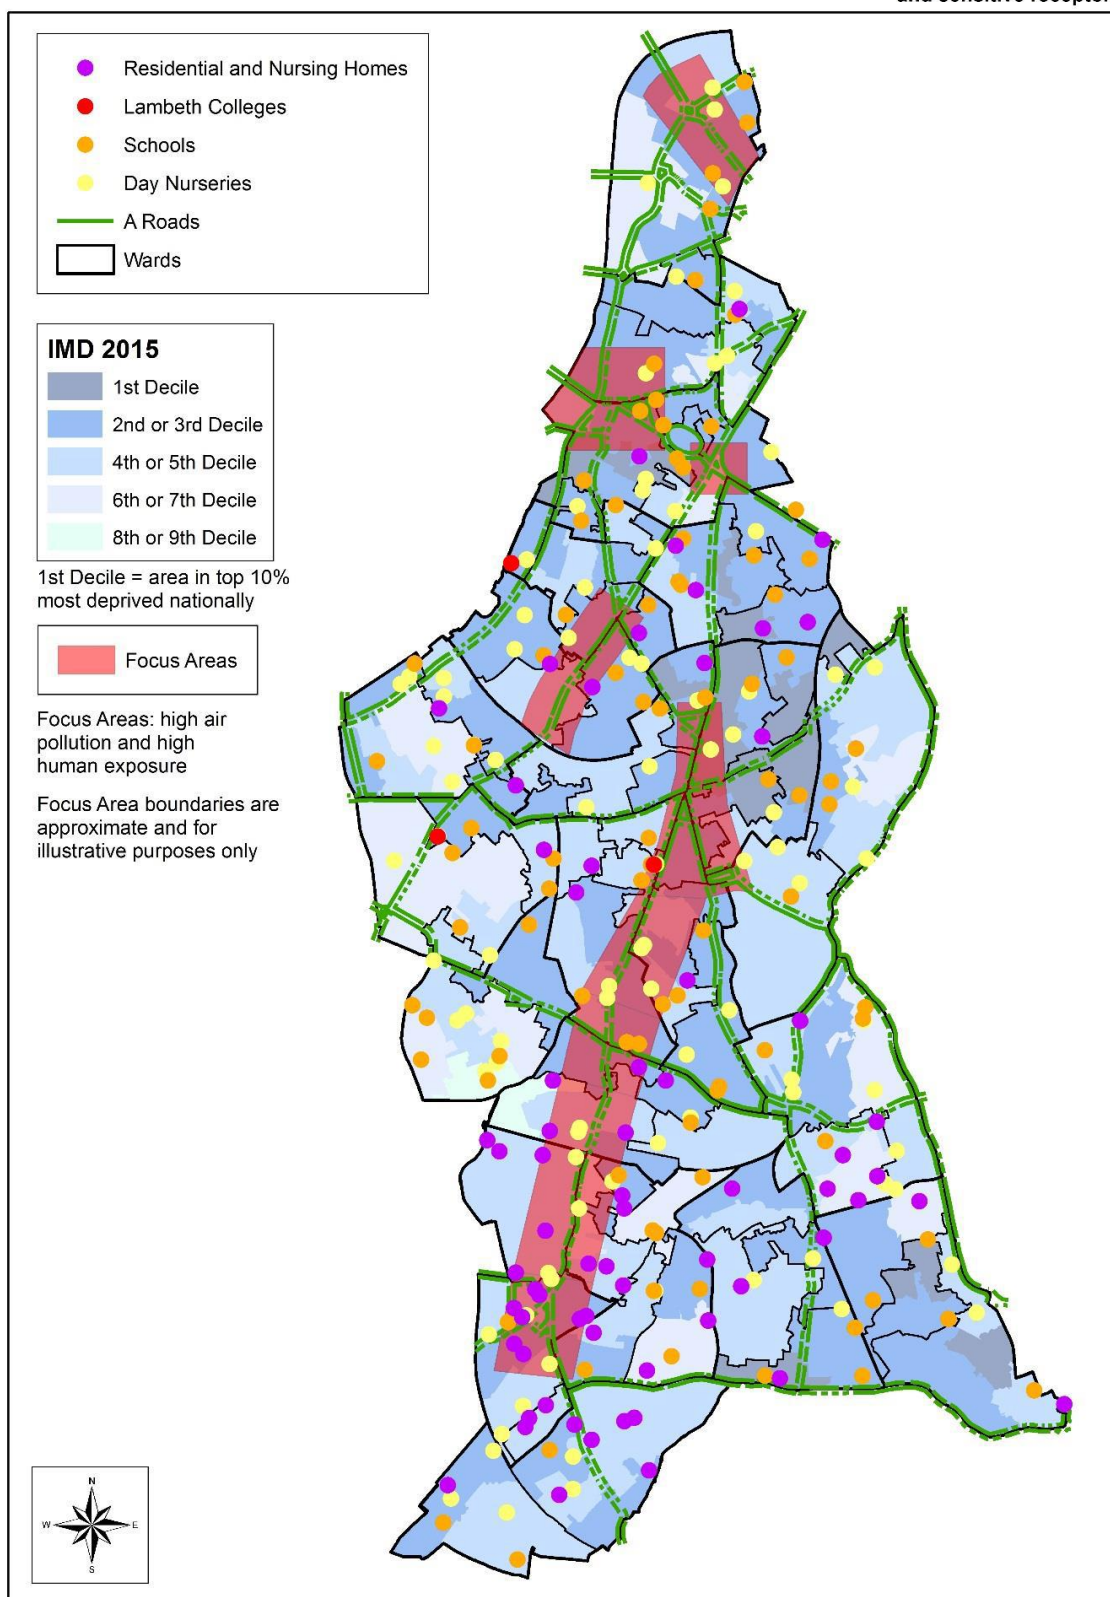 Residential and Nursing Homes
Lambeth Colleges
Schools
Day Nurseries
A Roads
Wards
IMD 2015
1st Decile
2nd or 3rd Decile
4th or 5th Decile
6th or 7th Decile
8th or 9th Decile
1st Decile = area in top 10%
most deprived nationally
Focus Areas
Focus Areas: high air
pollution and high
human exposure
Focus Area boundaries are
approximate and for
illustrative purposes only
N
W E
S